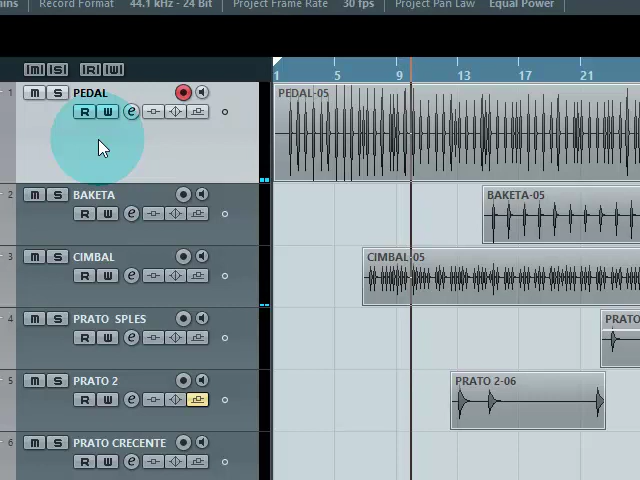 ains Record Format 44.1 kHz - 24 Bit Project Frame Rate 30 fps Project Pan Law Equal Power
M S R W
1 5 9 13 17 21
1 M S PEDAL
R W e
PEDAL-05
2 M S BAKETA
R W e
BAKETA-05
3 M S CIMBAL
R W e
CIMBAL-05
4 M S PRATO SPLES
R W e
PRATO
5 M S PRATO 2
R W e
PRATO 2-06
6 M S PRATO CRECENTE
R W e